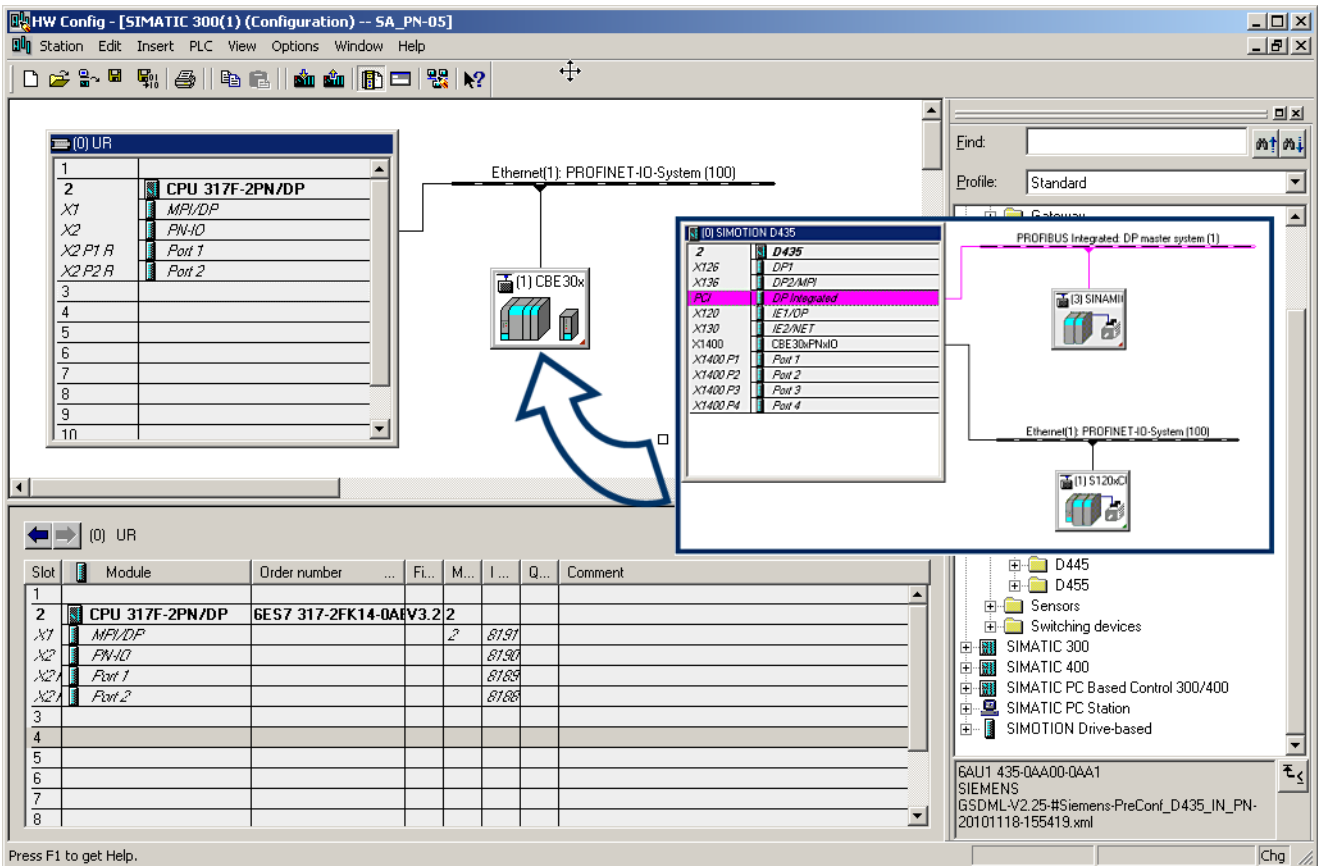 HW Config - [SIMATIC 300(1) (Configuration) -- SA_PN-05]
Station Edit Insert PLC View Options Window Help
(0) UR
1
2 CPU 317F-2PN/DP
X1 MPI/DP
X2 PN-IO
X2 P1 R Port 1
X2 P2 R Port 2
3
4
5
6
7
8
9
10
Ethernet(1): PROFINET-IO-System (100)
(1) CBE30x
Find:
Profile: Standard
Gateway
(0) SIMOTION D435
2 D435
X126 DP1
X136 DP2/MPI
PCI DP Integrated
X120 IE1/OP
X130 IE2/NET
X1400 CBE30xPNxIO
X1400 P1 Port 1
X1400 P2 Port 2
X1400 P3 Port 3
X1400 P4 Port 4
PROFIBUS Integrated: DP master system (1)
(3) SINAMI
Ethernet(1): PROFINET-IO-System (100)
(1) S120xC
D445
D455
Sensors
Switching devices
SIMATIC 300
SIMATIC 400
SIMATIC PC Based Control 300/400
SIMATIC PC Station
SIMOTION Drive-based
6AU1 435-0AA00-0AA1
SIEMENS
GSDML-V2.25-#Siemens-PreConf_D435_IN_PN-
20101118-155419.xml
(0) UR
Slot Module Order number ... Fi... M... I ... Q... Comment
1
2 CPU 317F-2PN/DP 6ES7 317-2FK14-0AB V3.2 2
X1 MPI/DP 2 8191
X2 PN-IO 8190
X2 Port 1 8189
X2 Port 2 8188
3
4
5
6
7
8
Press F1 to get Help.
Chg